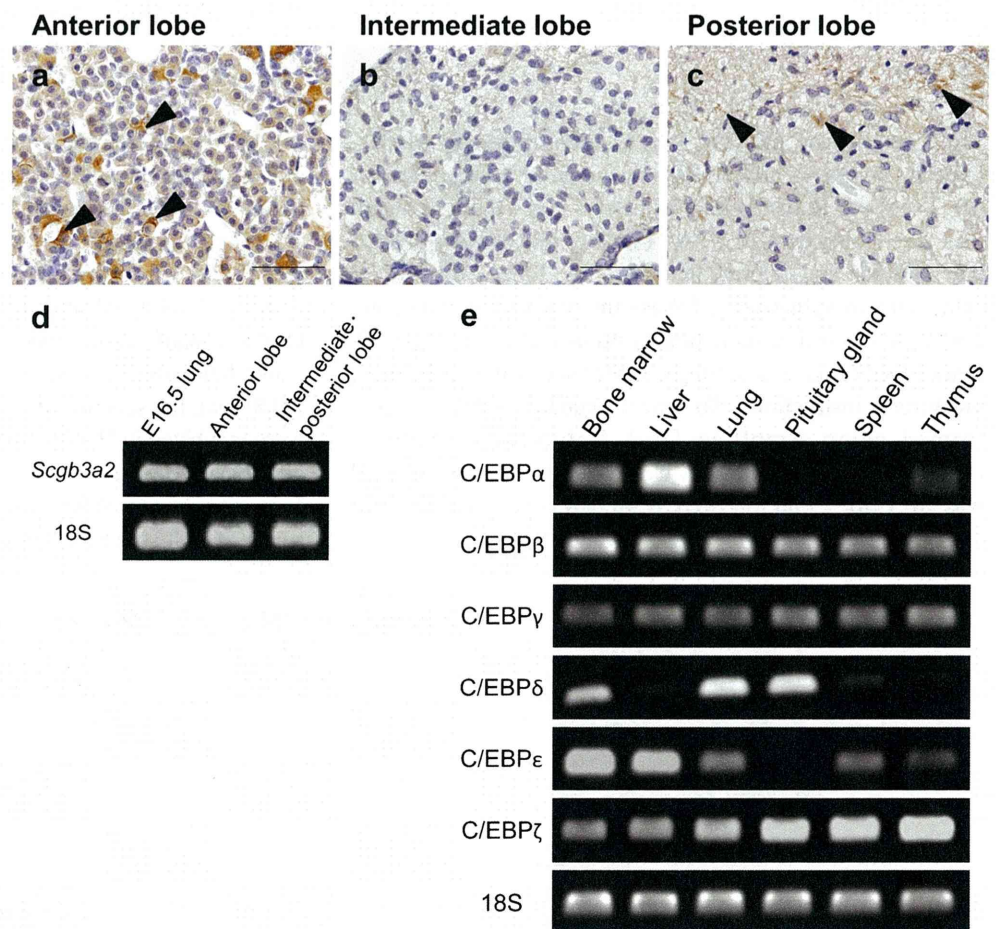 Anterior lobe
Intermediate lobe
Posterior lobe
a
b
c
d
e
E16.5 lung
Anterior lobe
Intermediate·
posterior lobe
Scgb3a2
18S
Bone marrow
Liver
Lung
Pituitary gland
Spleen
Thymus
C/EBPα
C/EBPβ
C/EBPγ
C/EBPδ
C/EBPε
C/EBPζ
18S